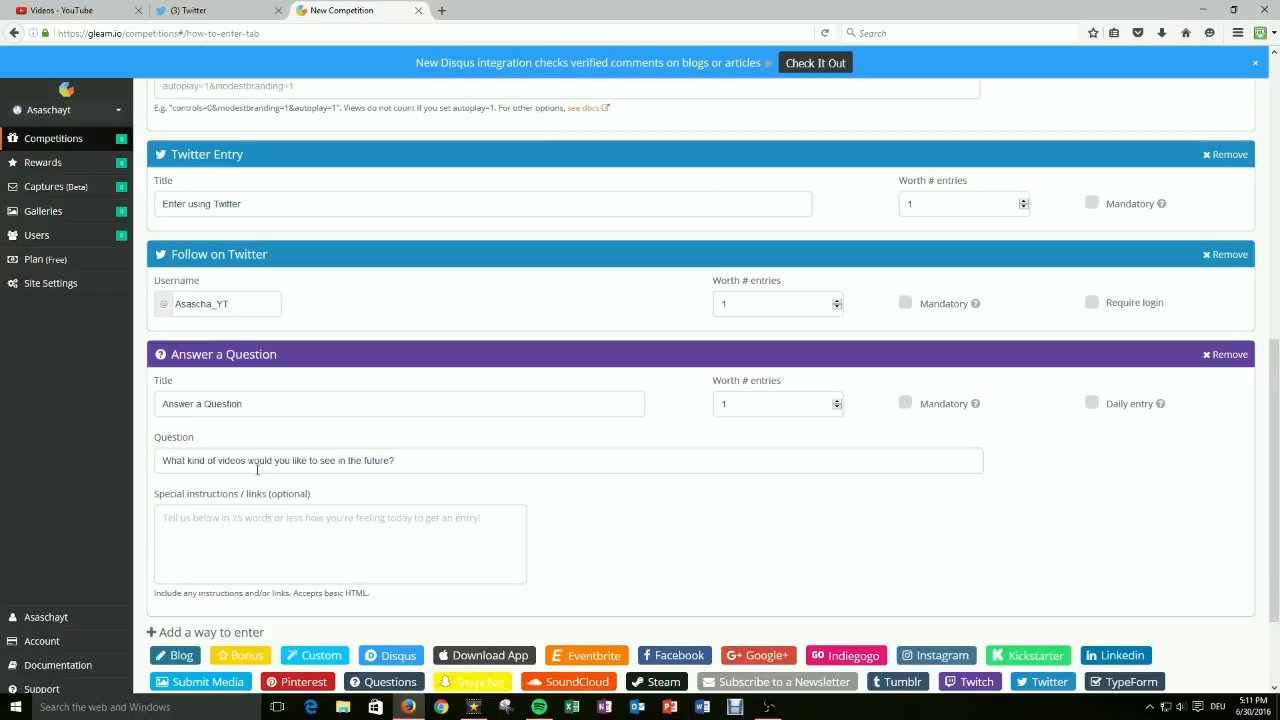 Videos - YouTube
(3) Twitter
New Competition
https://gleam.io/competitions#/how-to-enter-tab
Search
New Disqus integration checks verified comments on blogs or articles
Check It Out
Asaschayt
Competitions
Rewards
Captures (Beta)
Galleries
Users
Plan (Free)
Site Settings
Asaschayt
Account
Documentation
Support
autoplay=1&modestbranding=1
E.g. "controls=0&modestbranding=1&autoplay=1". Views do not count if you set autoplay=1. For other options, see docs
Twitter Entry
Remove
Title
Worth # entries
Enter using Twitter
1
Mandatory
Follow on Twitter
Remove
Username
Worth # entries
@ Asascha_YT
1
Mandatory
Require login
Answer a Question
Remove
Title
Worth # entries
Answer a Question
1
Mandatory
Daily entry
Question
What kind of videos would you like to see in the future?
Special instructions / links (optional)
Tell us below in 25 words or less how you're feeling today to get an entry!
Include any instructions and/or links. Accepts basic HTML.
Add a way to enter
Blog
Bonus
Custom
Disqus
Download App
Eventbrite
Facebook
Google+
Indiegogo
Instagram
Kickstarter
Linkedin
Submit Media
Pinterest
Questions
Snapchat
SoundCloud
Steam
Subscribe to a Newsletter
Tumblr
Twitch
Twitter
TypeForm
Search the web and Windows
DEU
5:11 PM
6/30/2016